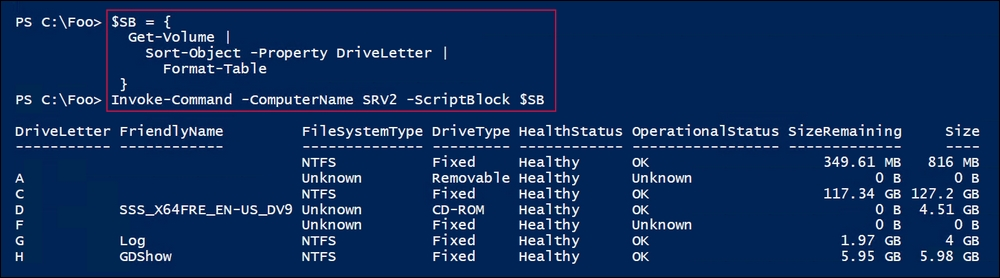 PS C:\Foo> $SB = {
Get-Volume |
Sort-Object -Property DriveLetter |
Format-Table
}
PS C:\Foo> Invoke-Command -ComputerName SRV2 -ScriptBlock $SB
DriveLetter FriendlyName FileSystemType DriveType HealthStatus OperationalStatus SizeRemaining Size
----------- ------------ -------------- --------- ------------ ----------------- ------------- ----
NTFS Fixed Healthy OK 349.61 MB 816 MB
A Unknown Removable Healthy Unknown 0 B 0 B
C NTFS Fixed Healthy OK 117.34 GB 127.2 GB
D SSS_X64FRE_EN-US_DV9 Unknown CD-ROM Healthy OK 0 B 4.51 GB
F Unknown Fixed Healthy Unknown 0 B 0 B
G Log NTFS Fixed Healthy OK 1.97 GB 4 GB
H GDShow NTFS Fixed Healthy OK 5.95 GB 5.98 GB